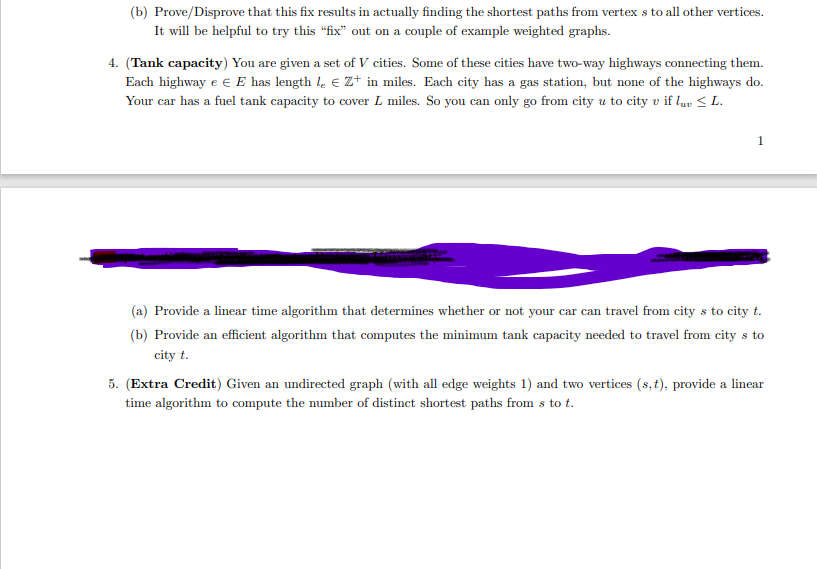 (b) Prove/Disprove that this fix results in actually finding the shortest paths from vertex s to all other vertices.
It will be helpful to try this “fix” out on a couple of example weighted graphs.
4. (Tank capacity) You are given a set of V cities. Some of these cities have two-way highways connecting them.
Each highway e ∈ E has length lₑ ∈ ℤ⁺ in miles. Each city has a gas station, but none of the highways do.
Your car has a fuel tank capacity to cover L miles. So you can only go from city u to city v if lᵤᵥ ≤ L.
1
(a) Provide a linear time algorithm that determines whether or not your car can travel from city s to city t.
(b) Provide an efficient algorithm that computes the minimum tank capacity needed to travel from city s to
city t.
5. (Extra Credit) Given an undirected graph (with all edge weights 1) and two vertices (s, t), provide a linear
time algorithm to compute the number of distinct shortest paths from s to t.